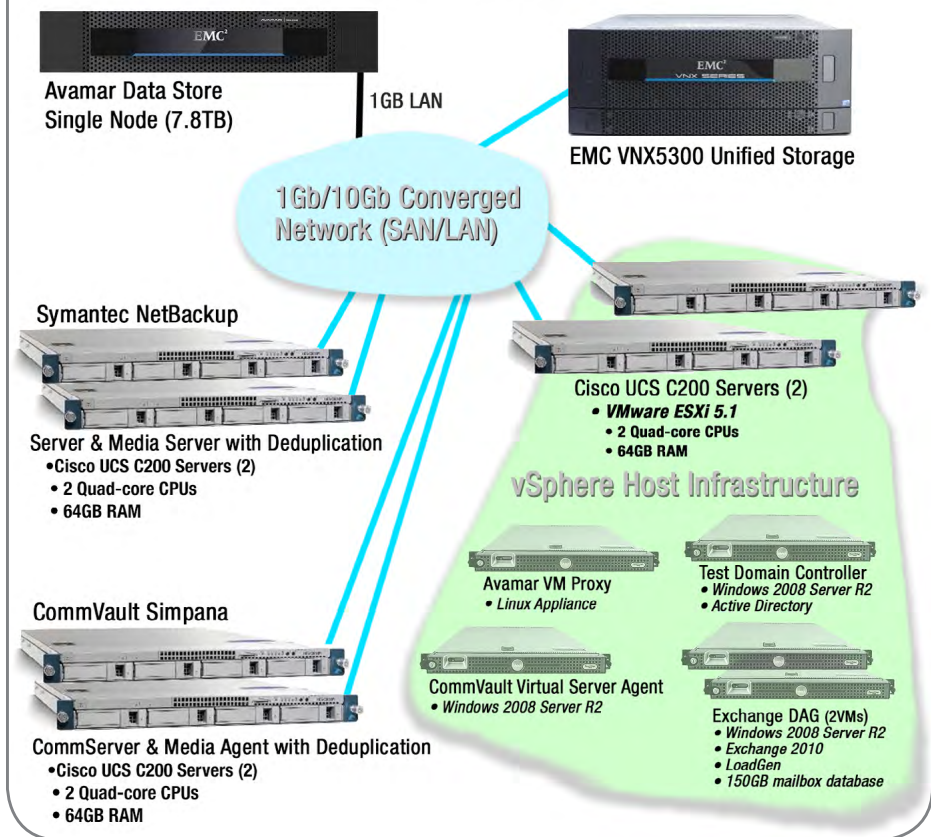 EMC²
Avamar Data Store
Single Node (7.8TB)
1GB LAN
EMC²
VNX SERIES
EMC VNX5300 Unified Storage
1Gb/10Gb Converged
Network (SAN/LAN)
Symantec NetBackup
Server & Media Server with Deduplication
•Cisco UCS C200 Servers (2)
• 2 Quad-core CPUs
• 64GB RAM
Cisco UCS C200 Servers (2)
• VMware ESXi 5.1
• 2 Quad-core CPUs
• 64GB RAM
vSphere Host Infrastructure
Avamar VM Proxy
• Linux Appliance
Test Domain Controller
• Windows 2008 Server R2
• Active Directory
CommVault Simpana
CommServer & Media Agent with Deduplication
•Cisco UCS C200 Servers (2)
• 2 Quad-core CPUs
• 64GB RAM
CommVault Virtual Server Agent
• Windows 2008 Server R2
Exchange DAG (2VMs)
• Windows 2008 Server R2
• Exchange 2010
• LoadGen
• 150GB mailbox database